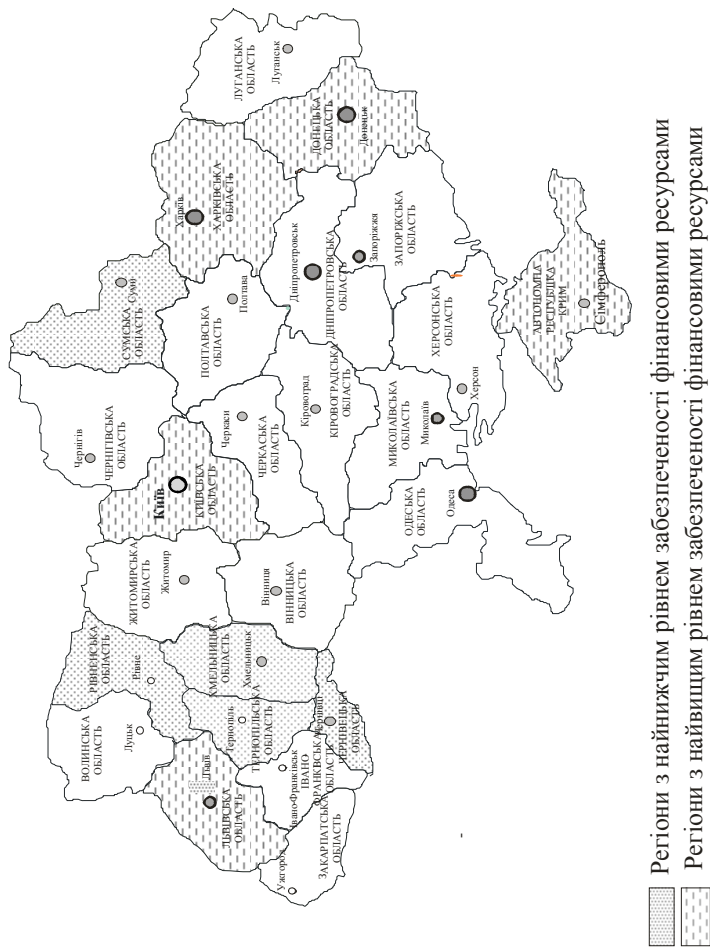 ВОЛИНСЬКА
ОБЛАСТЬ
Луцьк
РІВНЕНСЬКА
ОБЛАСТЬ
Рівне
ЖИТОМИРСЬКА
ОБЛАСТЬ
Житомир
Київ
КИЇВСЬКА
ОБЛАСТЬ
Чернігів
ЧЕРНІГІВСЬКА
ОБЛАСТЬ
СУМСЬКА
ОБЛАСТЬ
Суми
Львів
ЛЬВІВСЬКА
ОБЛАСТЬ
Тернопіль
ТЕРНОПІЛЬСЬКА
ОБЛАСТЬ
ХМЕЛЬНИЦЬКА
ОБЛАСТЬ
Хмельницьк
Вінниця
ВІННИЦЬКА
ОБЛАСТЬ
Черкаси
ЧЕРКАСЬКА
ОБЛАСТЬ
ПОЛТАВСЬКА
ОБЛАСТЬ
Полтава
Харків
ХАРКІВСЬКА
ОБЛАСТЬ
ЛУГАНСЬКА
ОБЛАСТЬ
Луганськ
Ужгород
ЗАКАРПАТСЬКА
ОБЛАСТЬ
Івано-Франківськ
ІВАНО
ФРАНКІВСЬКА
ОБЛАСТЬ
Чернівці
ЧЕРНІВЕЦЬКА
ОБЛАСТЬ
Кіровоград
КІРОВОГРАДСЬКА
ОБЛАСТЬ
Дніпропетровськ
ДНІПРОПЕТРОВСЬКА
ОБЛАСТЬ
ДОНЕЦЬКА
ОБЛАСТЬ
Донецьк
Запоріжжя
ЗАПОРІЗЬКА
ОБЛАСТЬ
ОДЕСЬКА
ОБЛАСТЬ
Одеса
МИКОЛАЇВСЬКА
ОБЛАСТЬ
Миколаїв
ХЕРСОНСЬКА
ОБЛАСТЬ
Херсон
АВТОНОМНА
РЕСПУБЛІКА
КРИМ
Сімферополь
Регіони з найнижчим рівнем забезпеченості фінансовими ресурсами
Регіони з найвищим рівнем забезпеченості фінансовими ресурсами